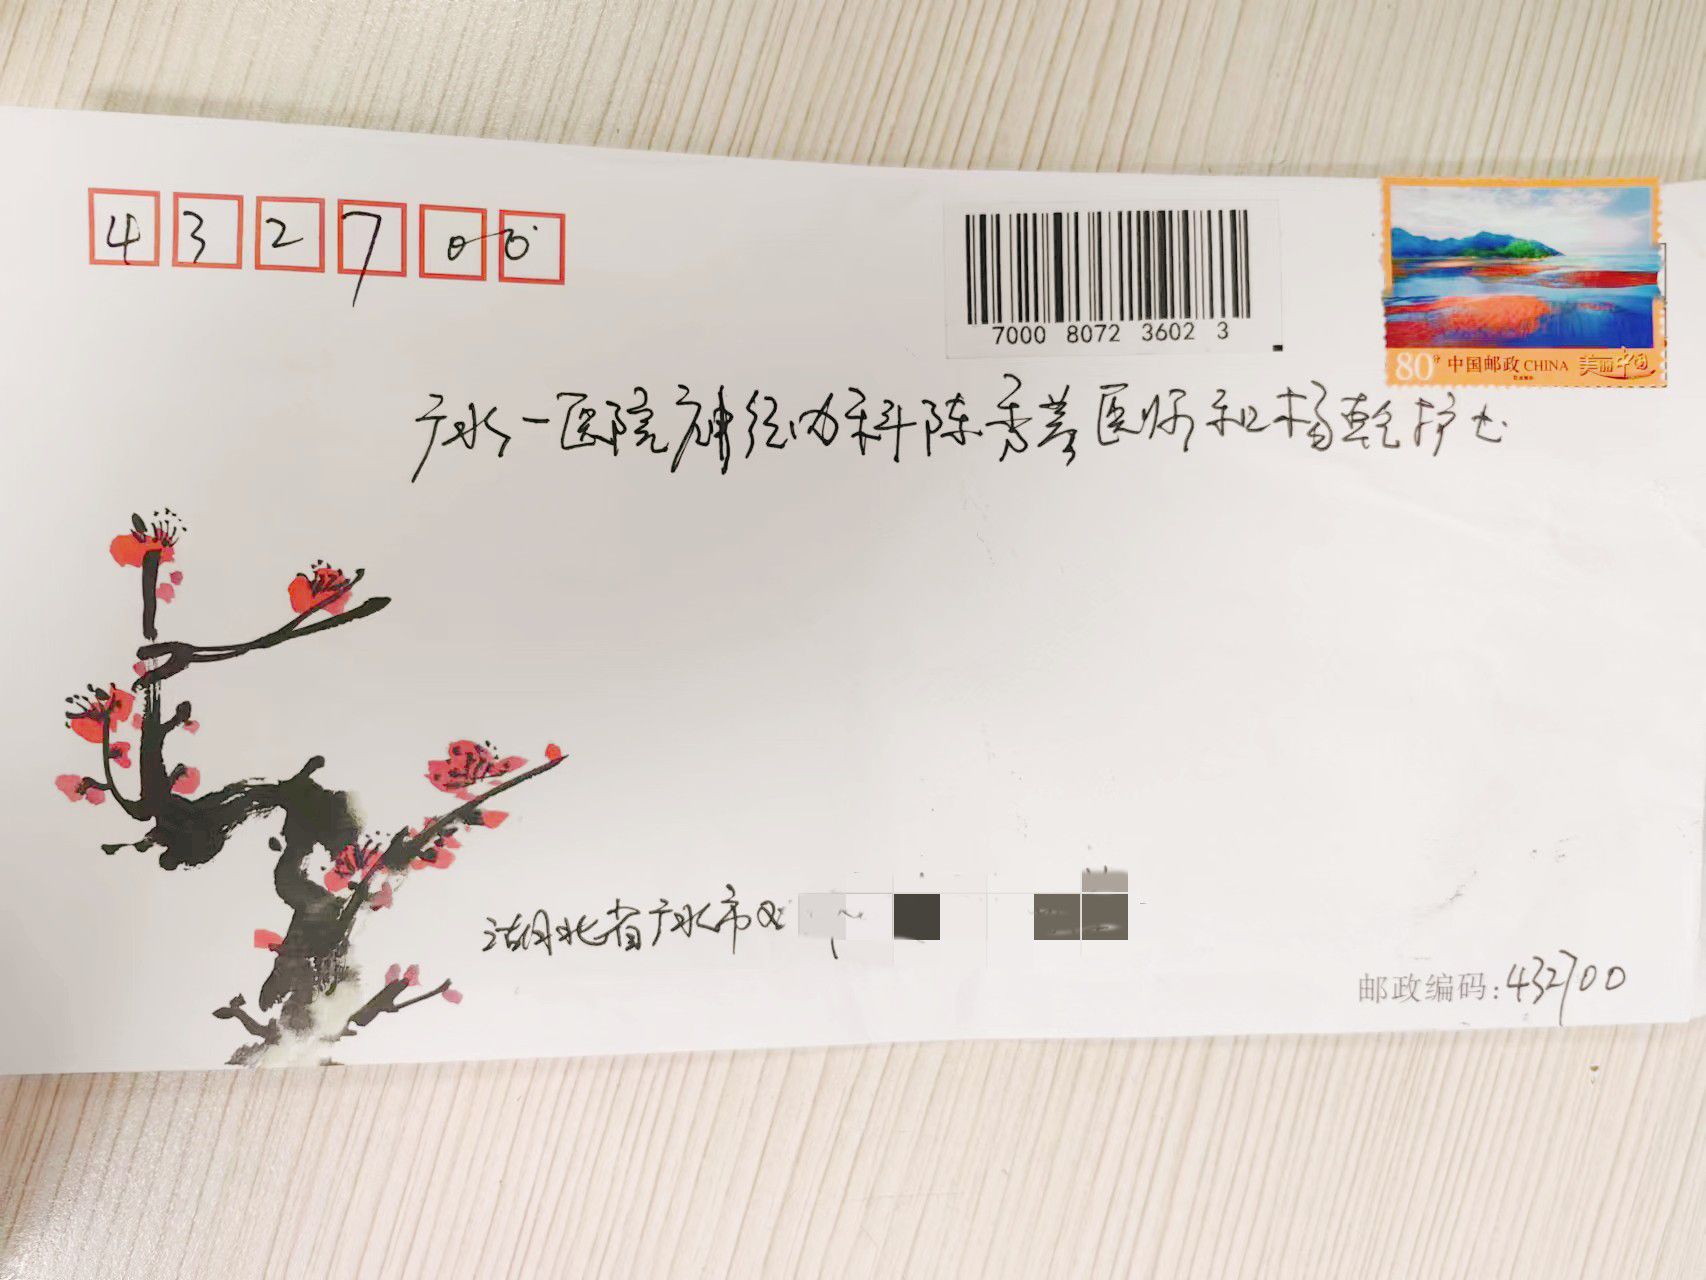 432700
7000 8072 3602 3
80分 中国邮政 CHINA 美丽中国
广水一医院神经内科陈秀芳医师和杨乾护士
湖北省广水市
邮政编码:432700